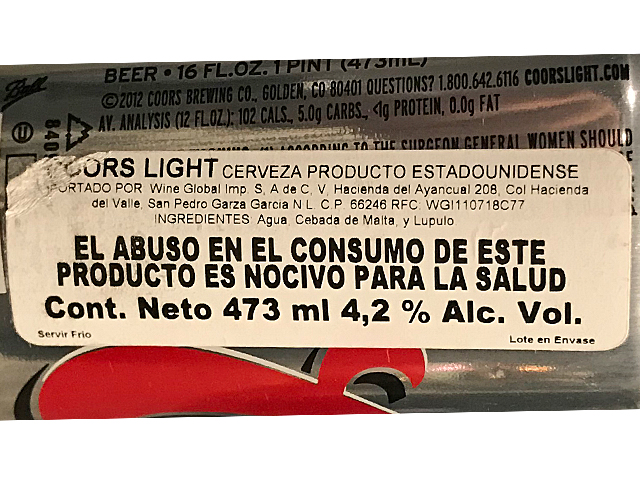 Ball
BEER • 16 FL.OZ. 1 PINT (473mL)
©2012 COORS BREWING CO., GOLDEN, CO 80401 QUESTIONS? 1.800.642.6116 COORSLIGHT.COM
AV. ANALYSIS (12 FL.OZ.): 102 CALS., 5.0g CARBS., <1g PROTEIN, 0.0g FAT
TO THE SURGEON GENERAL WOMEN SHOULD
COORS LIGHT CERVEZA PRODUCTO ESTADOUNIDENSE
PORTADO POR: Wine Global Imp. S, A de C, V, Hacienda del Ayancual 208, Col Hacienda
del Valle, San Pedro Garza Garcia N L. C.P. 66246 RFC: WGI110718C77
INGREDIENTES: Agua, Cebada de Malta, y Lupulo
EL ABUSO EN EL CONSUMO DE ESTE
PRODUCTO ES NOCIVO PARA LA SALUD
Cont. Neto 473 ml 4,2 % Alc. Vol.
Servir Frio
Lote en Envase